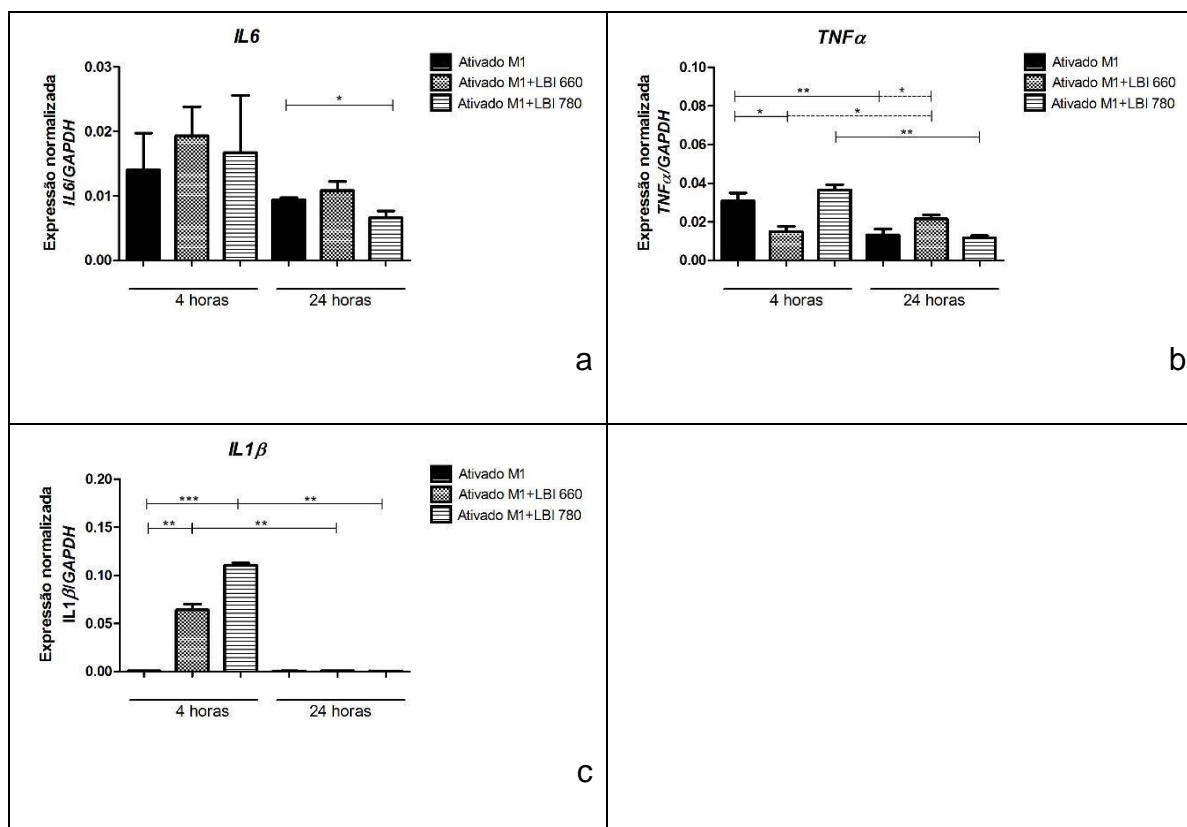 IL6
Ativado M1
Ativado M1+LBI 660
Ativado M1+LBI 780
Expressão normalizada
IL6/GAPDH
0.03
0.02
0.01
0.00
*
4 horas
24 horas
a
TNFα
Ativado M1
Ativado M1+LBI 660
Ativado M1+LBI 780
Expressão normalizada
TNFα/GAPDH
0.10
0.08
0.06
0.04
0.02
0.00
** *
* *
**
4 horas
24 horas
b
IL1β
Ativado M1
Ativado M1+LBI 660
Ativado M1+LBI 780
Expressão normalizada
IL1β/GAPDH
0.20
0.15
0.10
0.05
0.00
*** **
** **
4 horas
24 horas
c